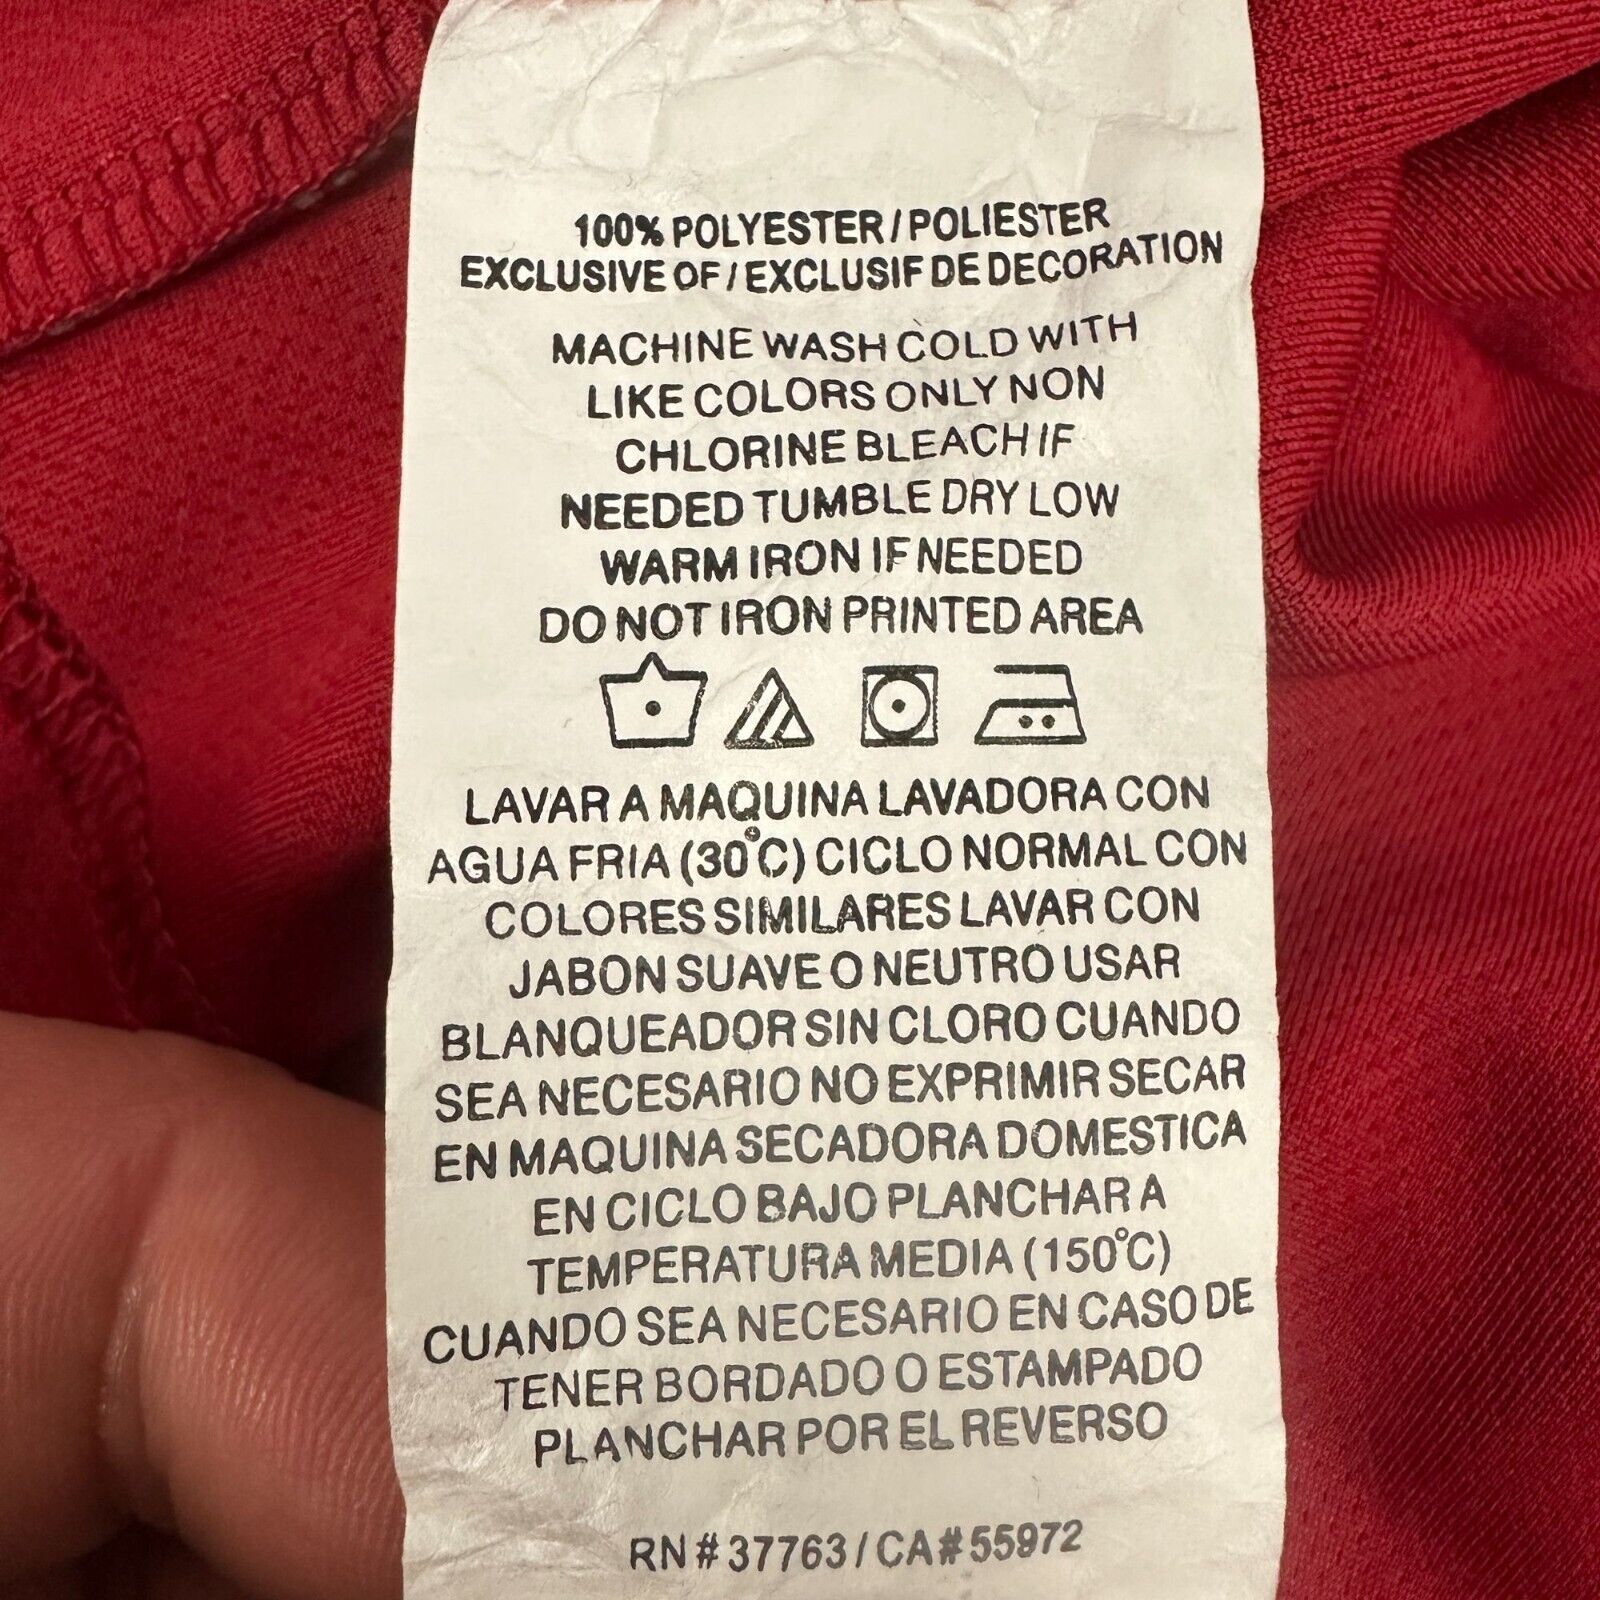 100% POLYESTER / POLIESTER
EXCLUSIVE OF / EXCLUSIF DE DECORATION
MACHINE WASH COLD WITH
LIKE COLORS ONLY NON
CHLORINE BLEACH IF
NEEDED TUMBLE DRY LOW
WARM IRON IF NEEDED
DO NOT IRON PRINTED AREA
LAVAR A MAQUINA LAVADORA CON
AGUA FRIA (30°C) CICLO NORMAL CON
COLORES SIMILARES LAVAR CON
JABON SUAVE O NEUTRO USAR
BLANQUEADOR SIN CLORO CUANDO
SEA NECESARIO NO EXPRIMIR SECAR
EN MAQUINA SECADORA DOMESTICA
EN CICLO BAJO PLANCHAR A
TEMPERATURA MEDIA (150°C)
CUANDO SEA NECESARIO EN CASO DE
TENER BORDADO O ESTAMPADO
PLANCHAR POR EL REVERSO
RN # 37763 / CA # 55972